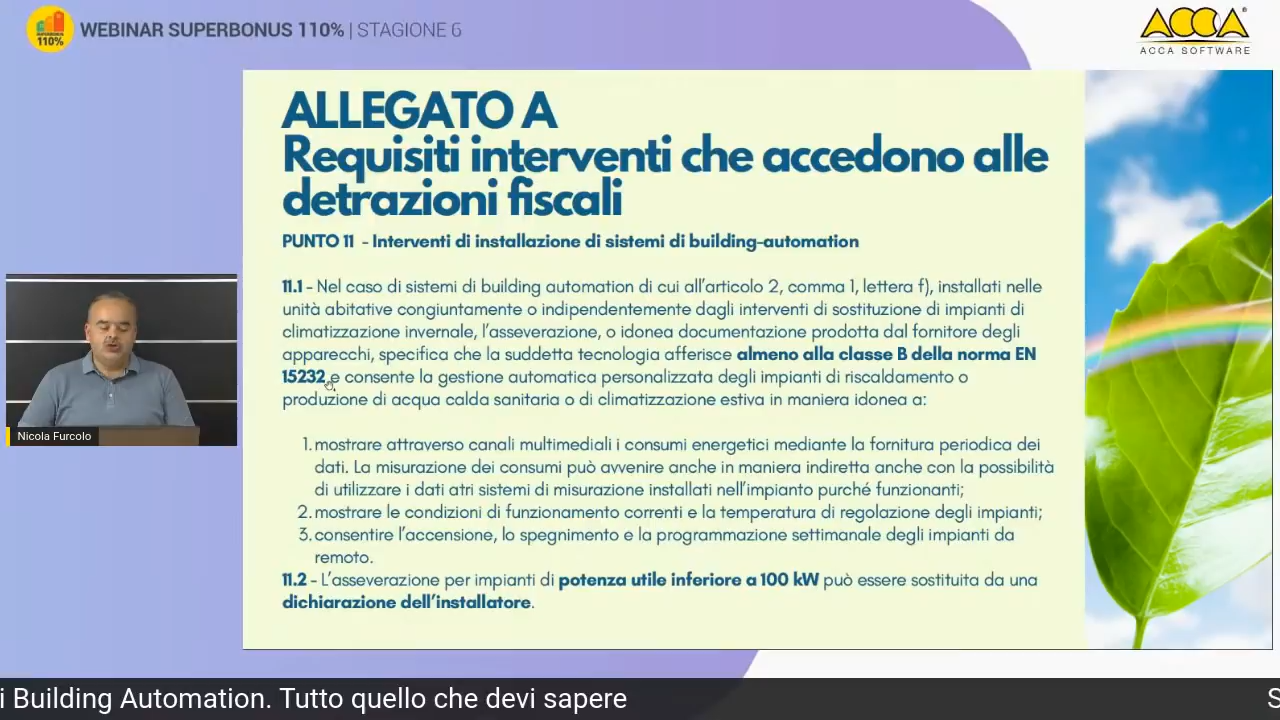 WEBINAR SUPERBONUS 110% | STAGIONE 6
SUPERBONUS
110%
ACCA
ACCA SOFTWARE
ALLEGATO A
Requisiti interventi che accedono alle
detrazioni fiscali
PUNTO 11 - Interventi di installazione di sistemi di building-automation
11.1 - Nel caso di sistemi di building automation di cui all'articolo 2, comma 1, lettera f), installati nelle
unità abitative congiuntamente o indipendentemente dagli interventi di sostituzione di impianti di
climatizzazione invernale, l'asseverazione, o idonea documentazione prodotta dal fornitore degli
apparecchi, specifica che la suddetta tecnologia afferisce almeno alla classe B della norma EN
15232 e consente la gestione automatica personalizzata degli impianti di riscaldamento o
produzione di acqua calda sanitaria o di climatizzazione estiva in maniera idonea a:
1. mostrare attraverso canali multimediali i consumi energetici mediante la fornitura periodica dei
dati. La misurazione dei consumi può avvenire anche in maniera indiretta anche con la possibilità
di utilizzare i dati atri sistemi di misurazione installati nell'impianto purché funzionanti;
2. mostrare le condizioni di funzionamento correnti e la temperatura di regolazione degli impianti;
3. consentire l'accensione, lo spegnimento e la programmazione settimanale degli impianti da
remoto.
11.2 - L'asseverazione per impianti di potenza utile inferiore a 100 kW può essere sostituita da una
dichiarazione dell'installatore.
Nicola Furcolo
i Building Automation. Tutto quello che devi sapere
S